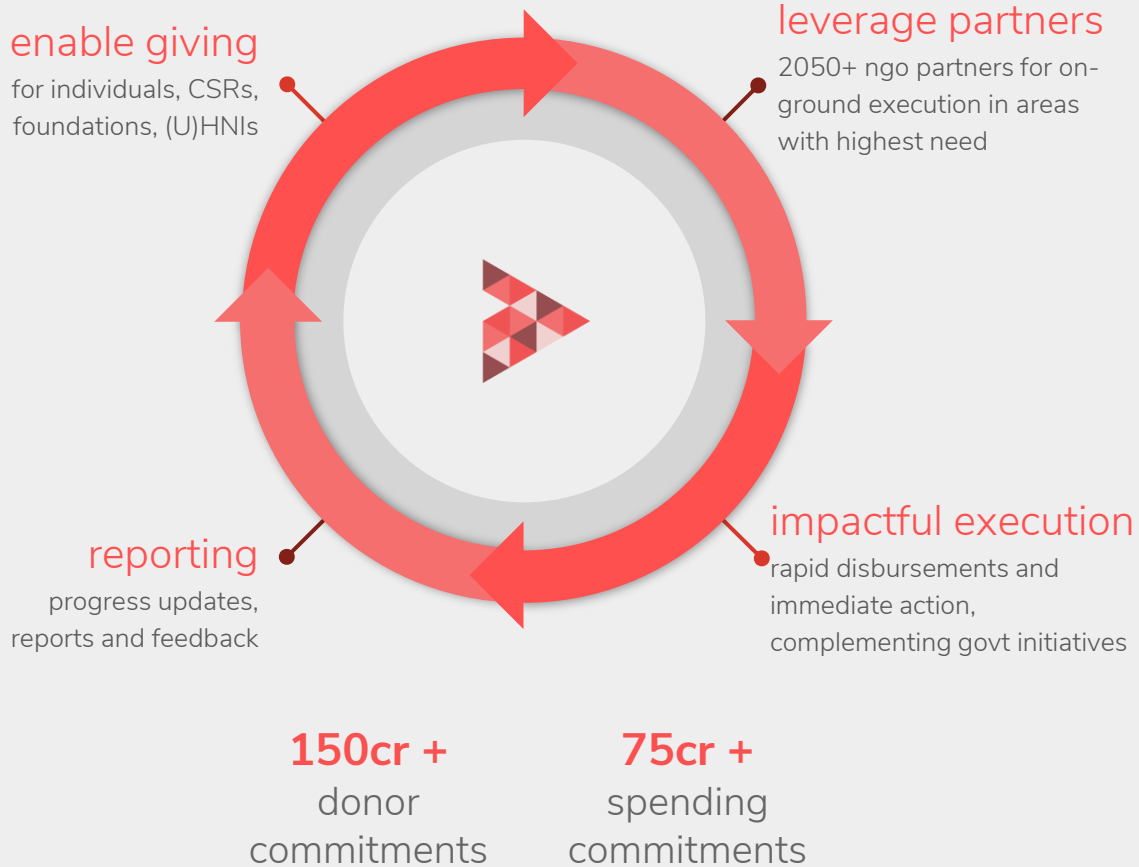 enable giving
for individuals, CSRs,
foundations, (U)HNIs
leverage partners
2050+ ngo partners for on-
ground execution in areas
with highest need
impactful execution
rapid disbursements and
immediate action,
complementing govt initiatives
reporting
progress updates,
reports and feedback
150cr +
donor
commitments
75cr +
spending
commitments